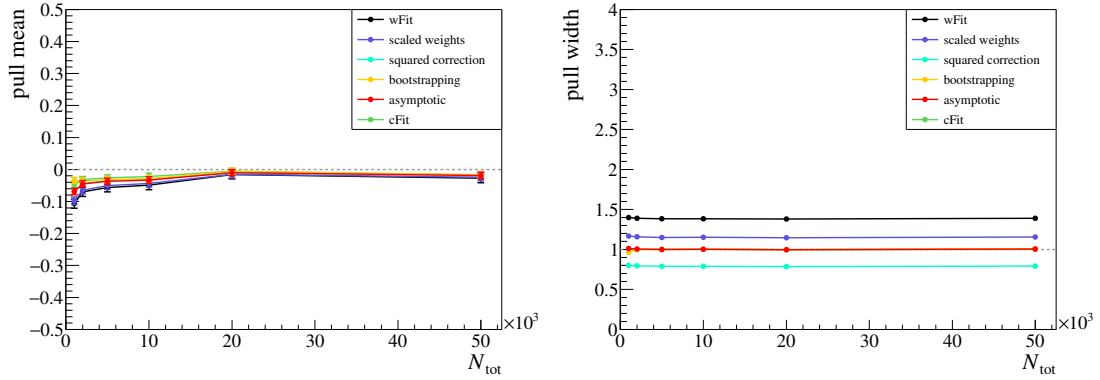 pull mean
0.5
0.4
0.3
0.2
0.1
0
−0.1
−0.2
−0.3
−0.4
−0.5
wFit
scaled weights
squared correction
bootstrapping
asymptotic
cFit
0 10 20 30 40 50
×10³
N_tot
pull width
4
3.5
3
2.5
2
1.5
1
0.5
0
wFit
scaled weights
squared correction
bootstrapping
asymptotic
cFit
0 10 20 30 40 50
×10³
N_tot